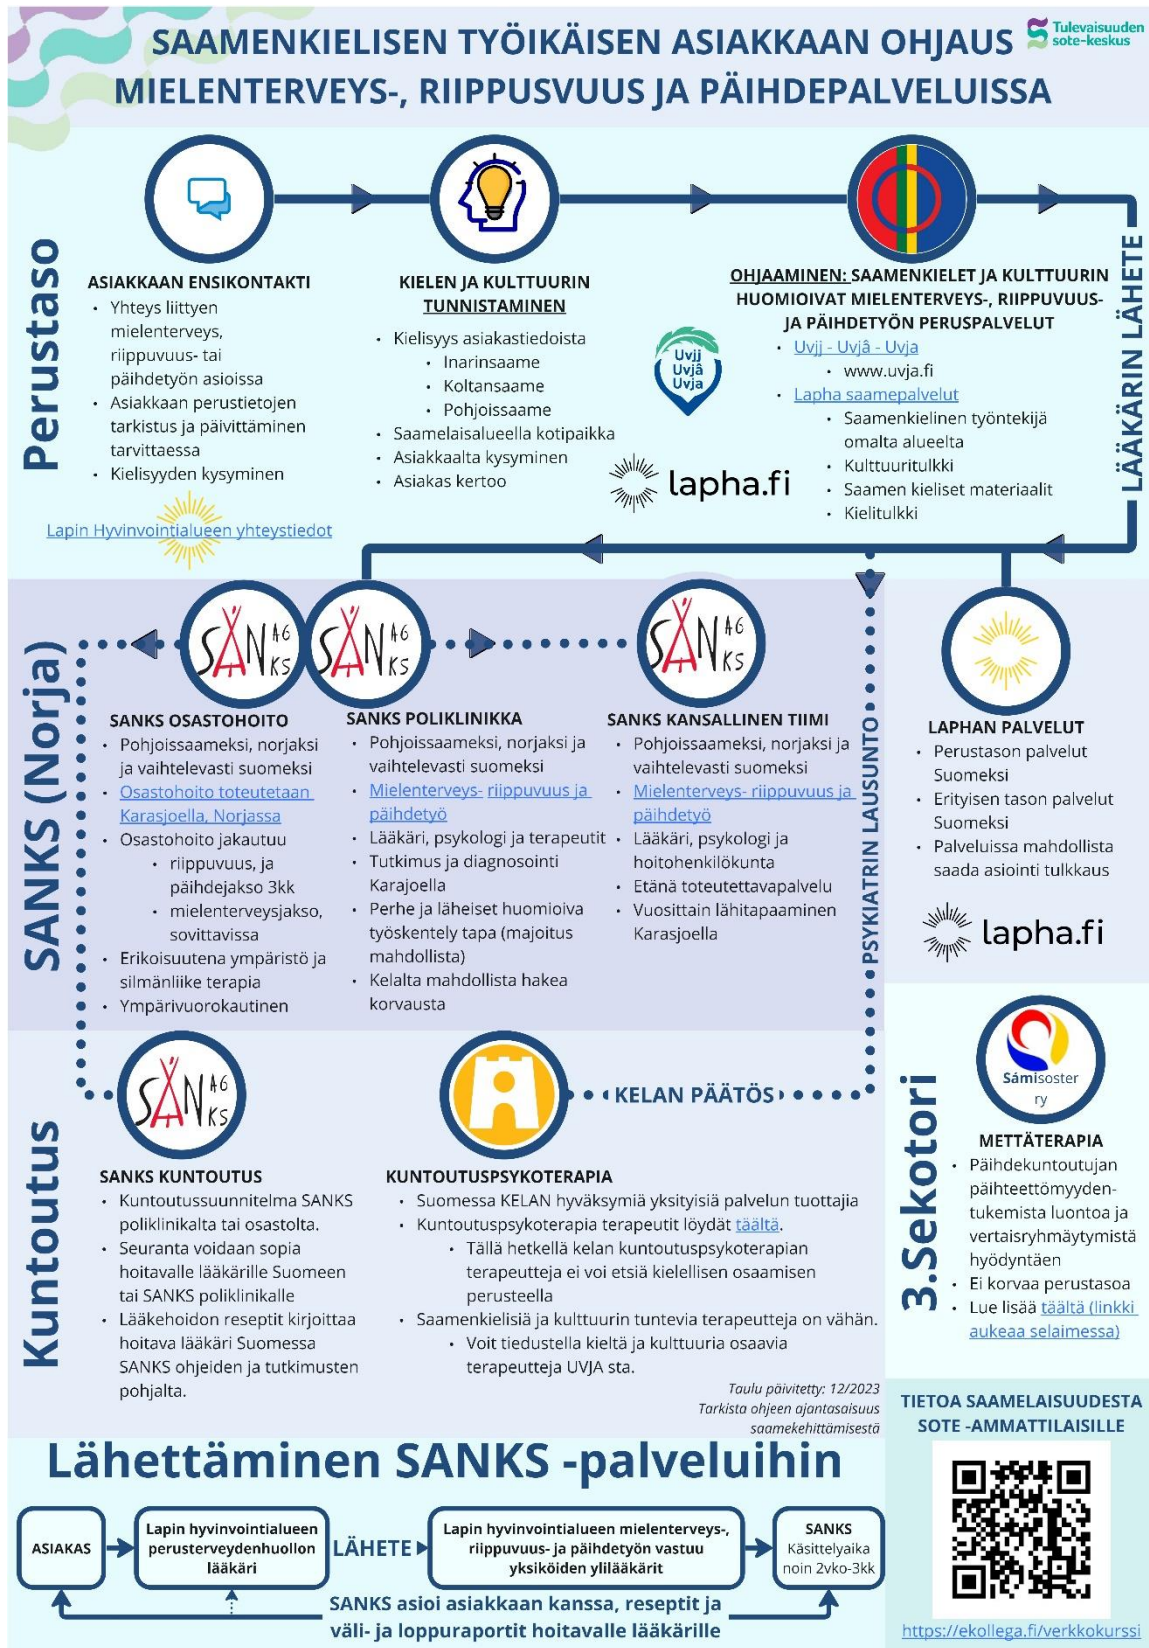 SAAMENKIELISEN TYÖIKÄISEN ASIAKKAAN OHJAUS
MIELENTERVEYS-, RIIPPUSVUUS JA PÄIHDEPALVELUISSA
Tulevaisuuden
sote-keskus
Perustaso
ASIAKKAAN ENSIKONTAKTI
• Yhteys liittyen
mielenterveys,
riippuvuus- tai
päihdetyön asioissa
• Asiakkaan perustietojen
tarkistus ja päivittäminen
tarvittaessa
• Kielisyyden kysyminen
Lapin Hyvinvointialueen yhteystiedot
KIELEN JA KULTTUURIN
TUNNISTAMINEN
• Kielisyys asiakastiedoista
• Inarinsaame
• Koltansaame
• Pohjoissaame
• Saamelaisalueella kotipaikka
• Asiakkaalta kysyminen
• Asiakas kertoo
OHJAAMINEN: SAAMENKIELET JA KULTTUURIN
HUOMIOIVAT MIELENTERVEYS-, RIIPPUVUUS-
JA PÄIHDETYÖN PERUSPALVELUT
• Uvjj - Uvjâ - Uvja
• www.uvja.fi
• Lapha saamepalvelut
• Saamenkielinen työntekijä
omalta alueelta
• Kulttuuritulkki
• Saamen kieliset materiaalit
• Kielitulkki
Uvjj
Uvjâ
Uvja
lapha.fi
LÄÄKÄRIN LÄHETE
SANKS (Norja)
SÁNAG
KS
SÁNAG
KS
SÁNAG
KS
SANKS OSASTOHOITO
• Pohjoissaameksi, norjaksi
ja vaihtelevasti suomeksi
• Osastohoito toteutetaan
Karasjoella, Norjassa
• Osastohoito jakautuu
• riippuvuus, ja
päihdejakso 3kk
• mielenterveysjakso,
sovittavissa
• Erikoisuutena ympäristö ja
silmänliike terapia
• Ympärivuorokautinen
SANKS POLIKLINIKKA
• Pohjoissaameksi, norjaksi ja
vaihtelevasti suomeksi
• Mielenterveys- riippuvuus ja
päihdetyö
• Lääkäri, psykologi ja terapeutit
• Tutkimus ja diagnosointi
Karajoella
• Perhe ja läheiset huomioiva
työskentely tapa (majoitus
mahdollista)
• Kelalta mahdollista hakea
korvausta
SANKS KANSALLINEN TIIMI
• Pohjoissaameksi, norjaksi ja
vaihtelevasti suomeksi
• Mielenterveys- riippuvuus ja
päihdetyö
• Lääkäri, psykologi ja
hoitohenkilökunta
• Etänä toteutettavapalvelu
• Vuosittain lähitapaaminen
Karasjoella
PSYKIATRIN LAUSUNTO
LAPHAN PALVELUT
• Perustason palvelut
Suomeksi
• Erityisen tason palvelut
Suomeksi
• Palveluissa mahdollista
saada asiointi tulkkaus
lapha.fi
Kuntoutus
SÁNAG
KS
SANKS KUNTOUTUS
• Kuntoutussuunnitelma SANKS
poliklinikalta tai osastolta.
• Seuranta voidaan sopia
hoitavalle lääkärille Suomeen
tai SANKS poliklinikalle
• Lääkehoidon reseptit kirjoittaa
hoitava lääkäri Suomessa
SANKS ohjeiden ja tutkimusten
pohjalta.
KELAN PÄÄTÖS
KUNTOUTUSPSYKOTERAPIA
• Suomessa KELAN hyväksymiä yksityisiä palvelun tuottajia
• Kuntoutuspsykoterapia terapeutit löydät täältä.
• Tällä hetkellä kelan kuntoutuspsykoterapian
terapeutteja ei voi etsiä kielellisen osaamisen
perusteella
• Saamenkielisiä ja kulttuurin tuntevia terapeutteja on vähän.
• Voit tiedustella kieltä ja kulttuuria osaavia
terapeutteja UVJA sta.
Taulu päivitetty: 12/2023
Tarkista ohjeen ajantasaisuus
saamekehittämisestä
3.Sekotori
Sámisoster
ry
METTÄTERAPIA
• Päihdekuntoutujan
päihteettömyyden-
tukemista luontoa ja
vertaisryhmäytymistä
hyödyntäen
• Ei korvaa perustasoa
• Lue lisää täältä (linkki
aukeaa selaimessa)
TIETOA SAAMELAISUUDESTA
SOTE -AMMATTILAISILLE
https://ekollega.fi/verkkokurssi
Lähettäminen SANKS -palveluihin
ASIAKAS
Lapin hyvinvointialueen
perusterveydenhuollon
lääkäri
LÄHETE
Lapin hyvinvointialueen mielenterveys-,
riippuvuus- ja päihdetyön vastuu
yksiköiden ylilääkärit
SANKS
Käsittelyaika
noin 2vko-3kk
SANKS asioi asiakkaan kanssa, reseptit ja
väli- ja loppuraportit hoitavalle lääkärille